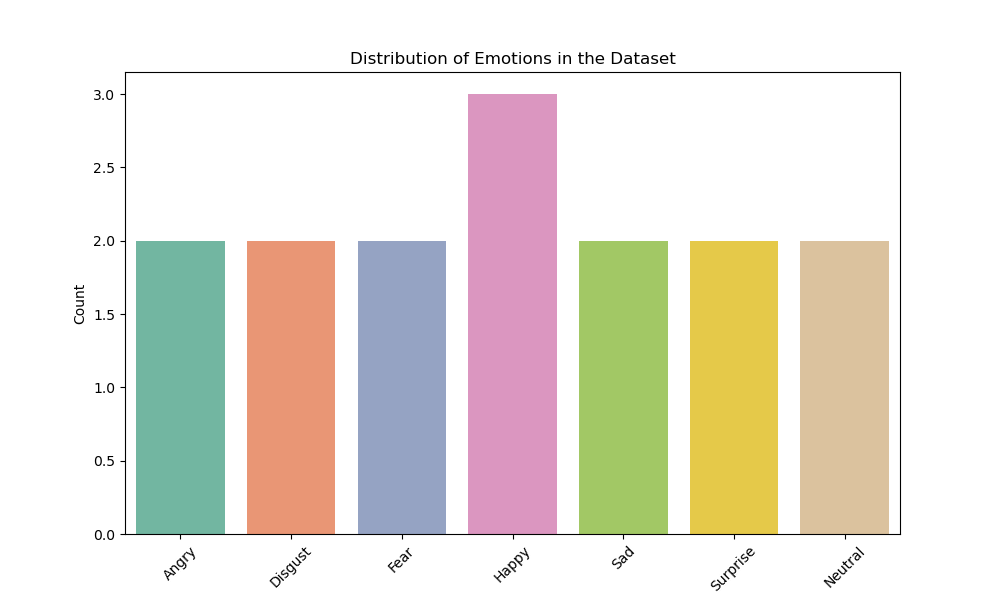 Distribution of Emotions in the Dataset
3.0
2.5
2.0
1.5
1.0
0.5
0.0
Count
Angry
Disgust
Fear
Happy
Sad
Surprise
Neutral